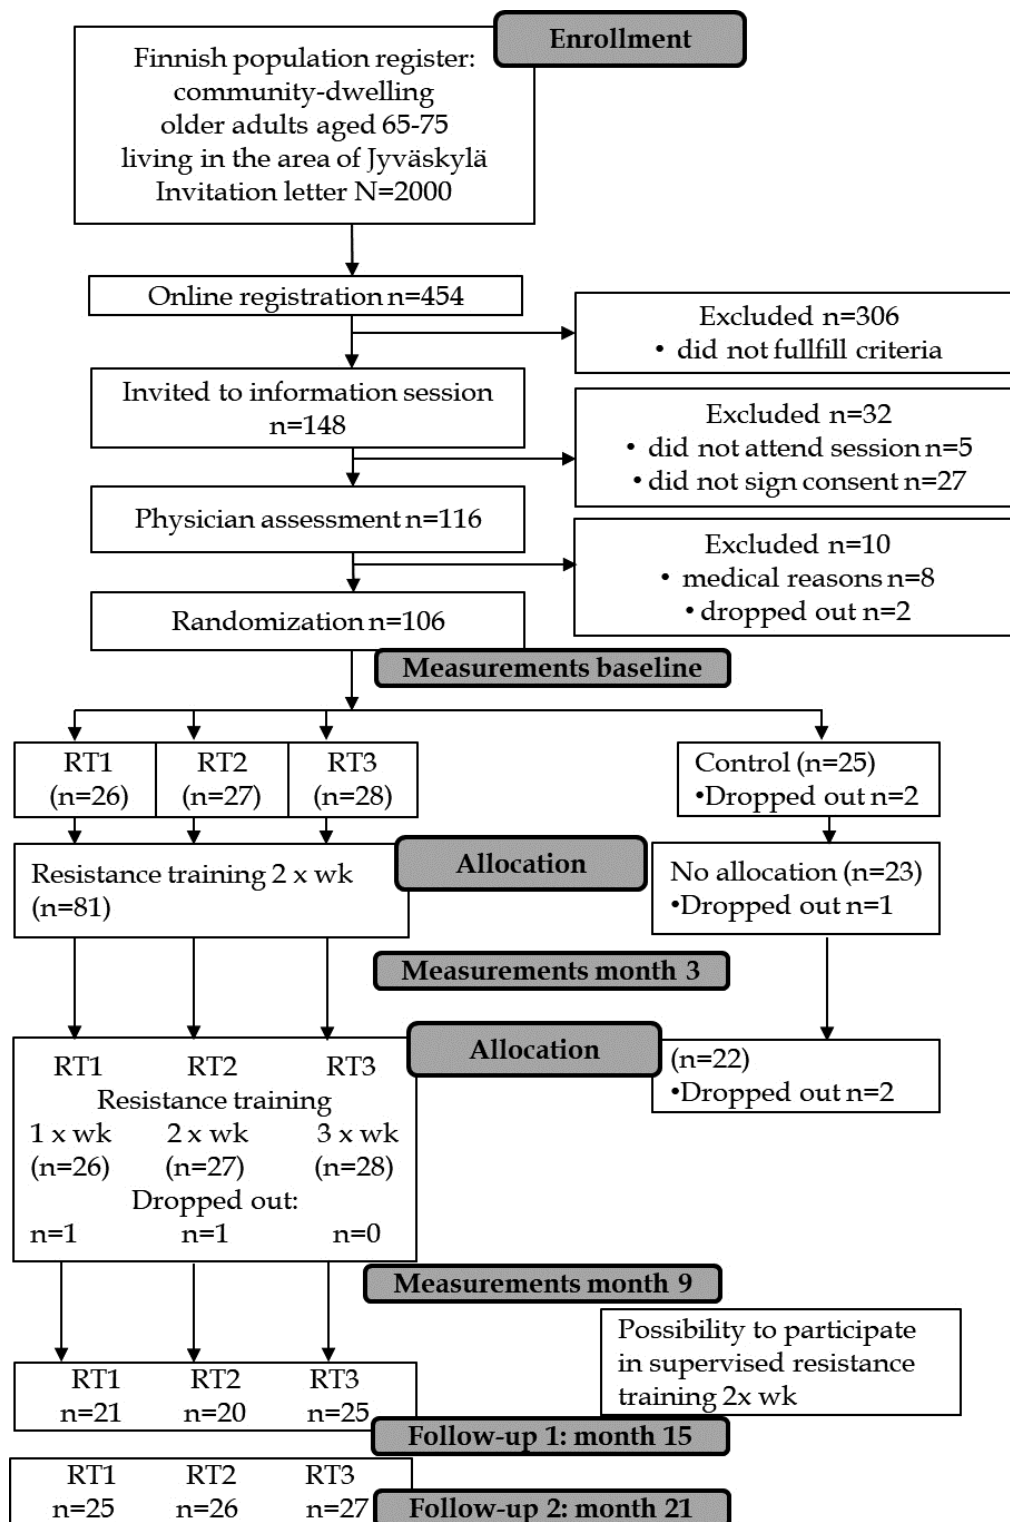 Enrollment
Finnish population register:
community-dwelling
older adults aged 65-75
living in the area of Jyväskylä
Invitation letter N=2000
Online registration n=454
Excluded n=306
• did not fullfill criteria
Invited to information session
n=148
Excluded n=32
• did not attend session n=5
• did not sign consent n=27
Physician assessment n=116
Excluded n=10
• medical reasons n=8
• dropped out n=2
Randomization n=106
Measurements baseline
RT1 RT2 RT3
(n=26) (n=27) (n=28)
Control (n=25)
•Dropped out n=2
Allocation
Resistance training 2 x wk
(n=81)
No allocation (n=23)
•Dropped out n=1
Measurements month 3
Allocation
RT1 RT2 RT3
Resistance training
1 x wk 2 x wk 3 x wk
(n=26) (n=27) (n=28)
Dropped out:
n=1 n=1 n=0
(n=22)
•Dropped out n=2
Measurements month 9
Possibility to participate
in supervised resistance
training 2x wk
RT1 RT2 RT3
n=21 n=20 n=25
Follow-up 1: month 15
RT1 RT2 RT3
n=25 n=26 n=27
Follow-up 2: month 21